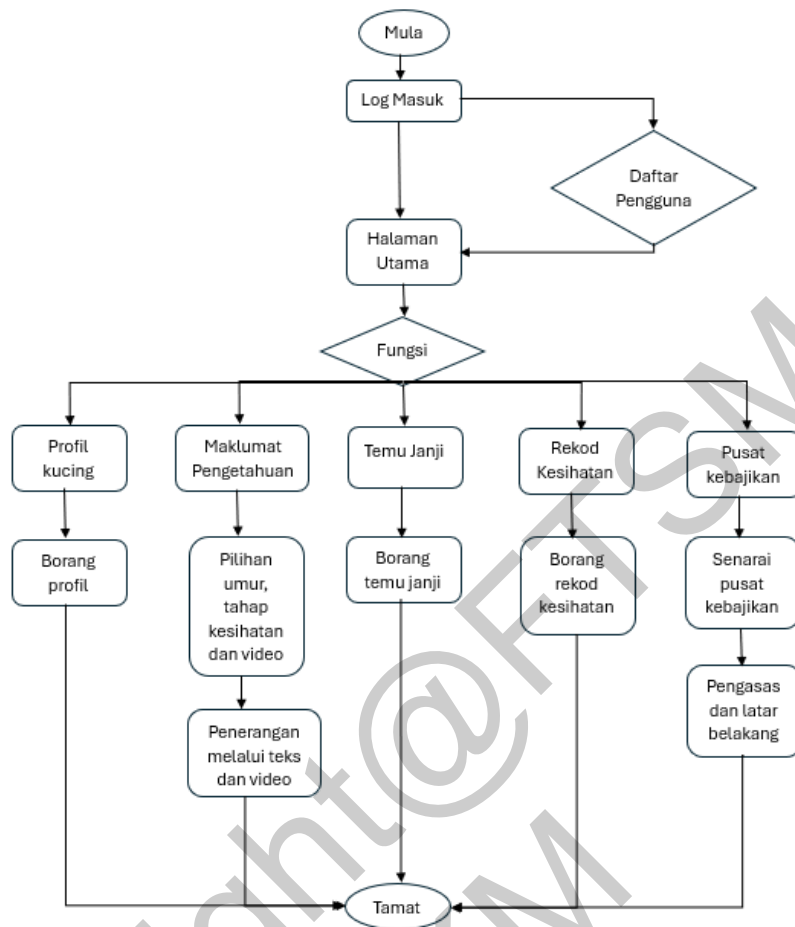 Mula
Log Masuk
Daftar
Pengguna
Halaman
Utama
Fungsi
Profil
kucing
Maklumat
Pengetahuan
Temu Janji
Rekod
Kesihatan
Pusat
kebajikan
Borang
profil
Pilihan
umur,
tahap
kesihatan
dan video
Borang
temu janji
Borang
rekod
kesihatan
Senarai
pusat
kebajikan
Penerangan
melalui teks
dan video
Pengasas
dan latar
belakang
Tamat
ight@FTSM